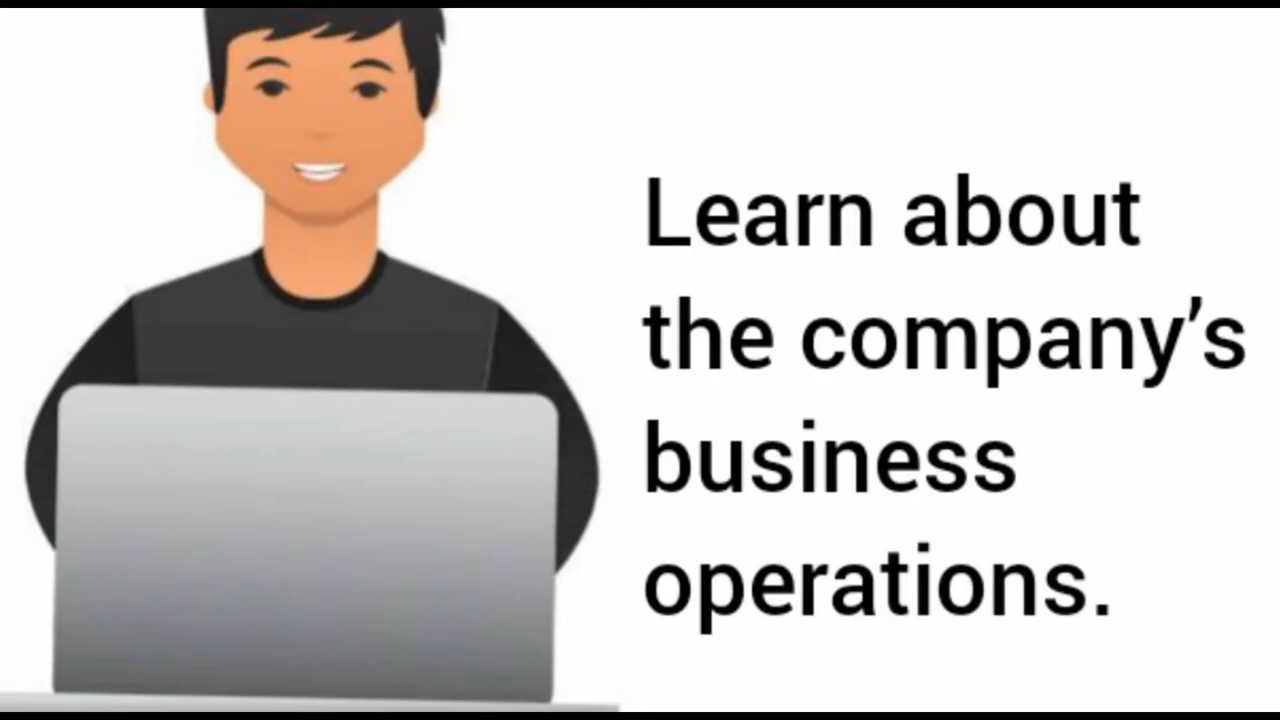 Learn about
the company’s
business
operations.